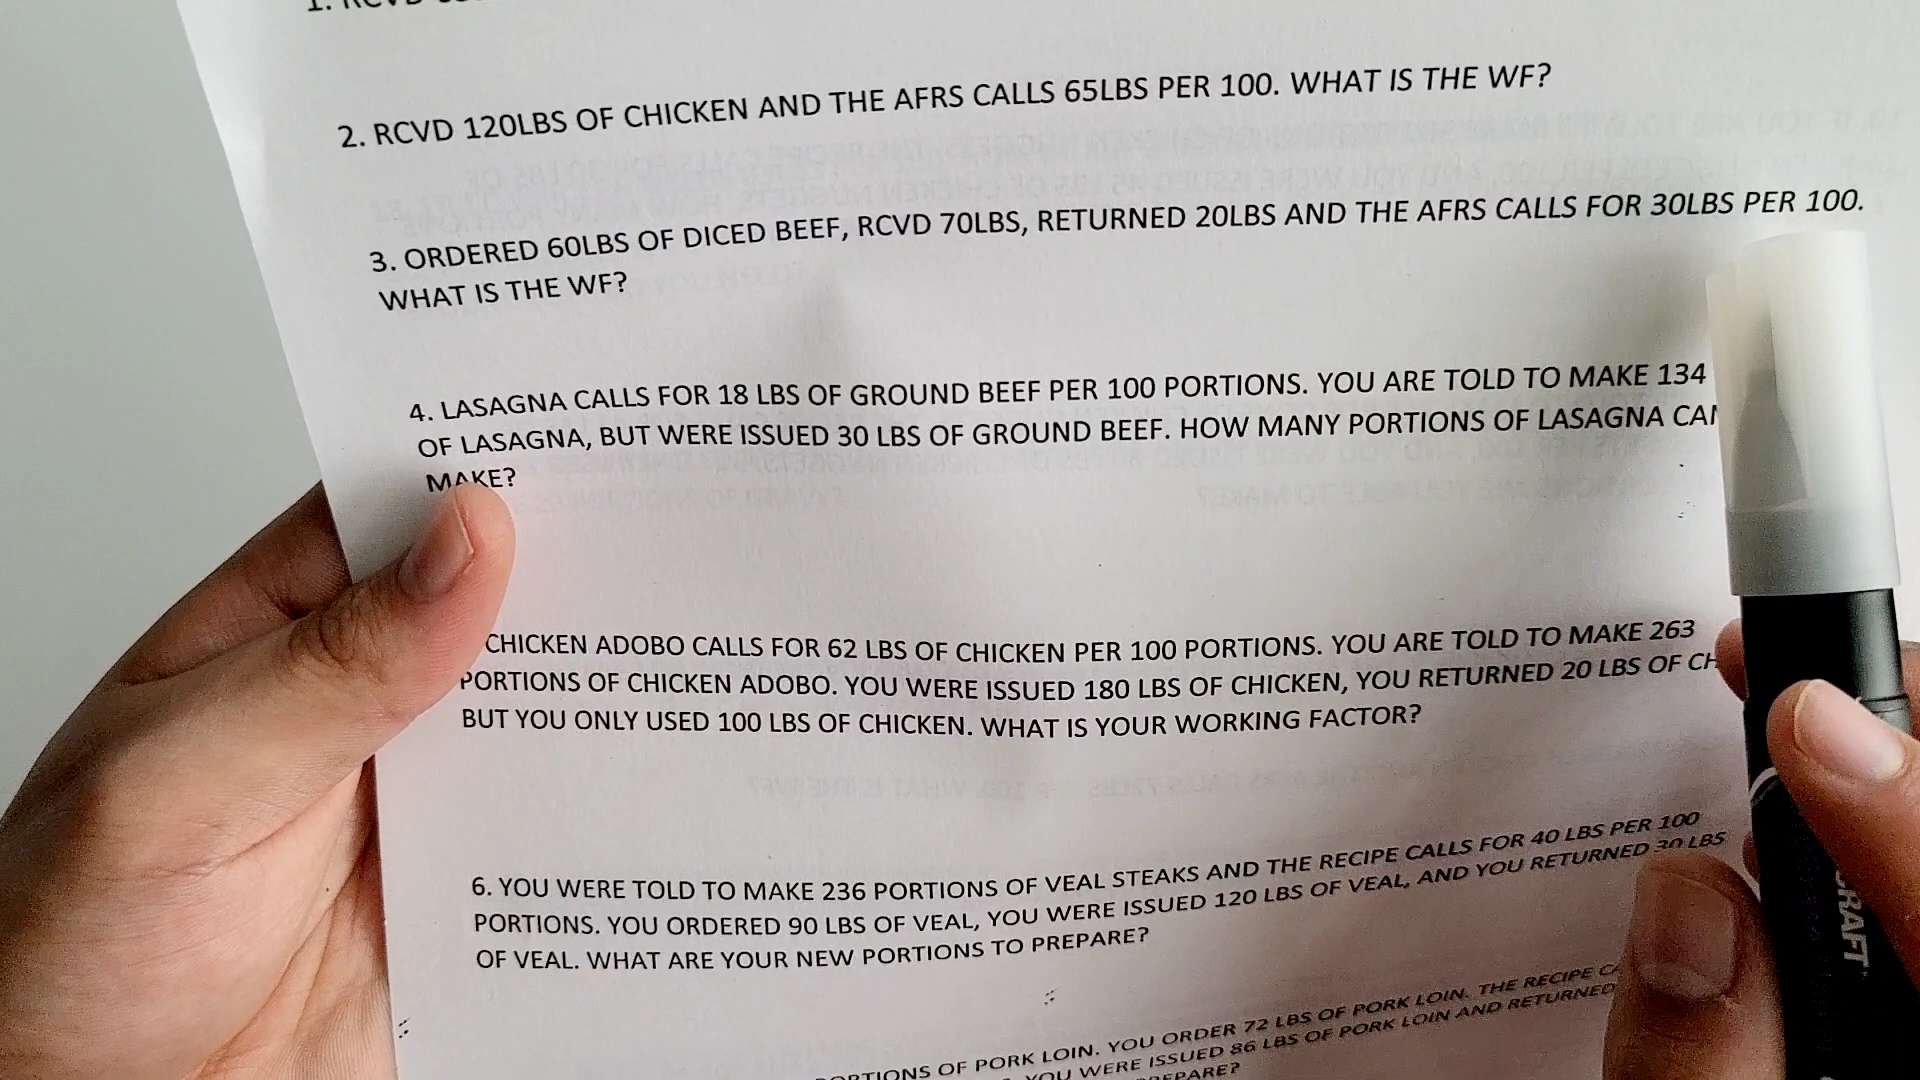 1. RCVD
2. RCVD 120LBS OF CHICKEN AND THE AFRS CALLS 65LBS PER 100. WHAT IS THE WF?
3. ORDERED 60LBS OF DICED BEEF, RCVD 70LBS, RETURNED 20LBS AND THE AFRS CALLS FOR 30LBS PER 100.
WHAT IS THE WF?
4. LASAGNA CALLS FOR 18 LBS OF GROUND BEEF PER 100 PORTIONS. YOU ARE TOLD TO MAKE 134
OF LASAGNA, BUT WERE ISSUED 30 LBS OF GROUND BEEF. HOW MANY PORTIONS OF LASAGNA CAN
MAKE?
CHICKEN ADOBO CALLS FOR 62 LBS OF CHICKEN PER 100 PORTIONS. YOU ARE TOLD TO MAKE 263
PORTIONS OF CHICKEN ADOBO. YOU WERE ISSUED 180 LBS OF CHICKEN, YOU RETURNED 20 LBS OF CH
BUT YOU ONLY USED 100 LBS OF CHICKEN. WHAT IS YOUR WORKING FACTOR?
6. YOU WERE TOLD TO MAKE 236 PORTIONS OF VEAL STEAKS AND THE RECIPE CALLS FOR 40 LBS PER 100
PORTIONS. YOU ORDERED 90 LBS OF VEAL, YOU WERE ISSUED 120 LBS OF VEAL, AND YOU RETURNED 30 LBS
OF VEAL. WHAT ARE YOUR NEW PORTIONS TO PREPARE?
PORTIONS OF PORK LOIN. YOU ORDER 72 LBS OF PORK LOIN. THE RECIPE CA
YOU WERE ISSUED 86 LBS OF PORK LOIN AND RETURNED
PREPARE?
CRAFT